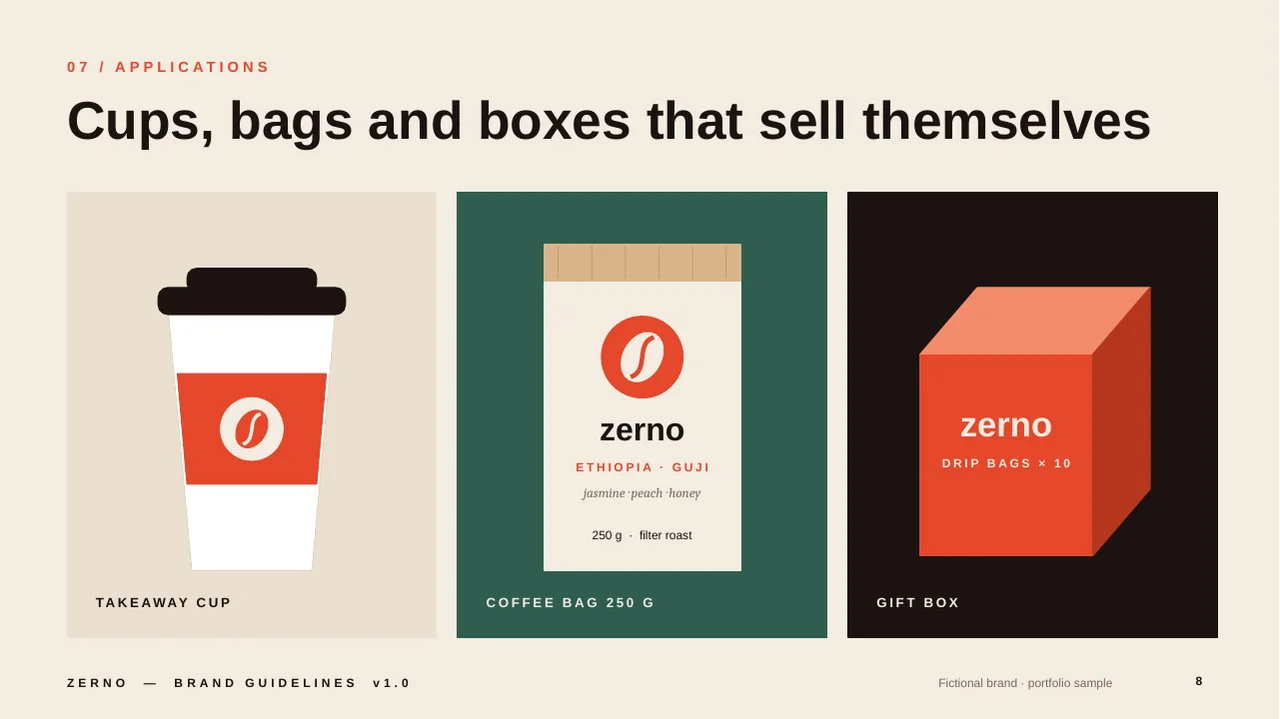 07 / APPLICATIONS
Cups, bags and boxes that sell themselves
TAKEAWAY CUP
zerno
ETHIOPIA · GUJI
jasmine·peach·honey
250 g · filter roast
COFFEE BAG 250 G
zerno
DRIP BAGS × 10
GIFT BOX
ZERNO — BRAND GUIDELINES v1.0
Fictional brand · portfolio sample
8